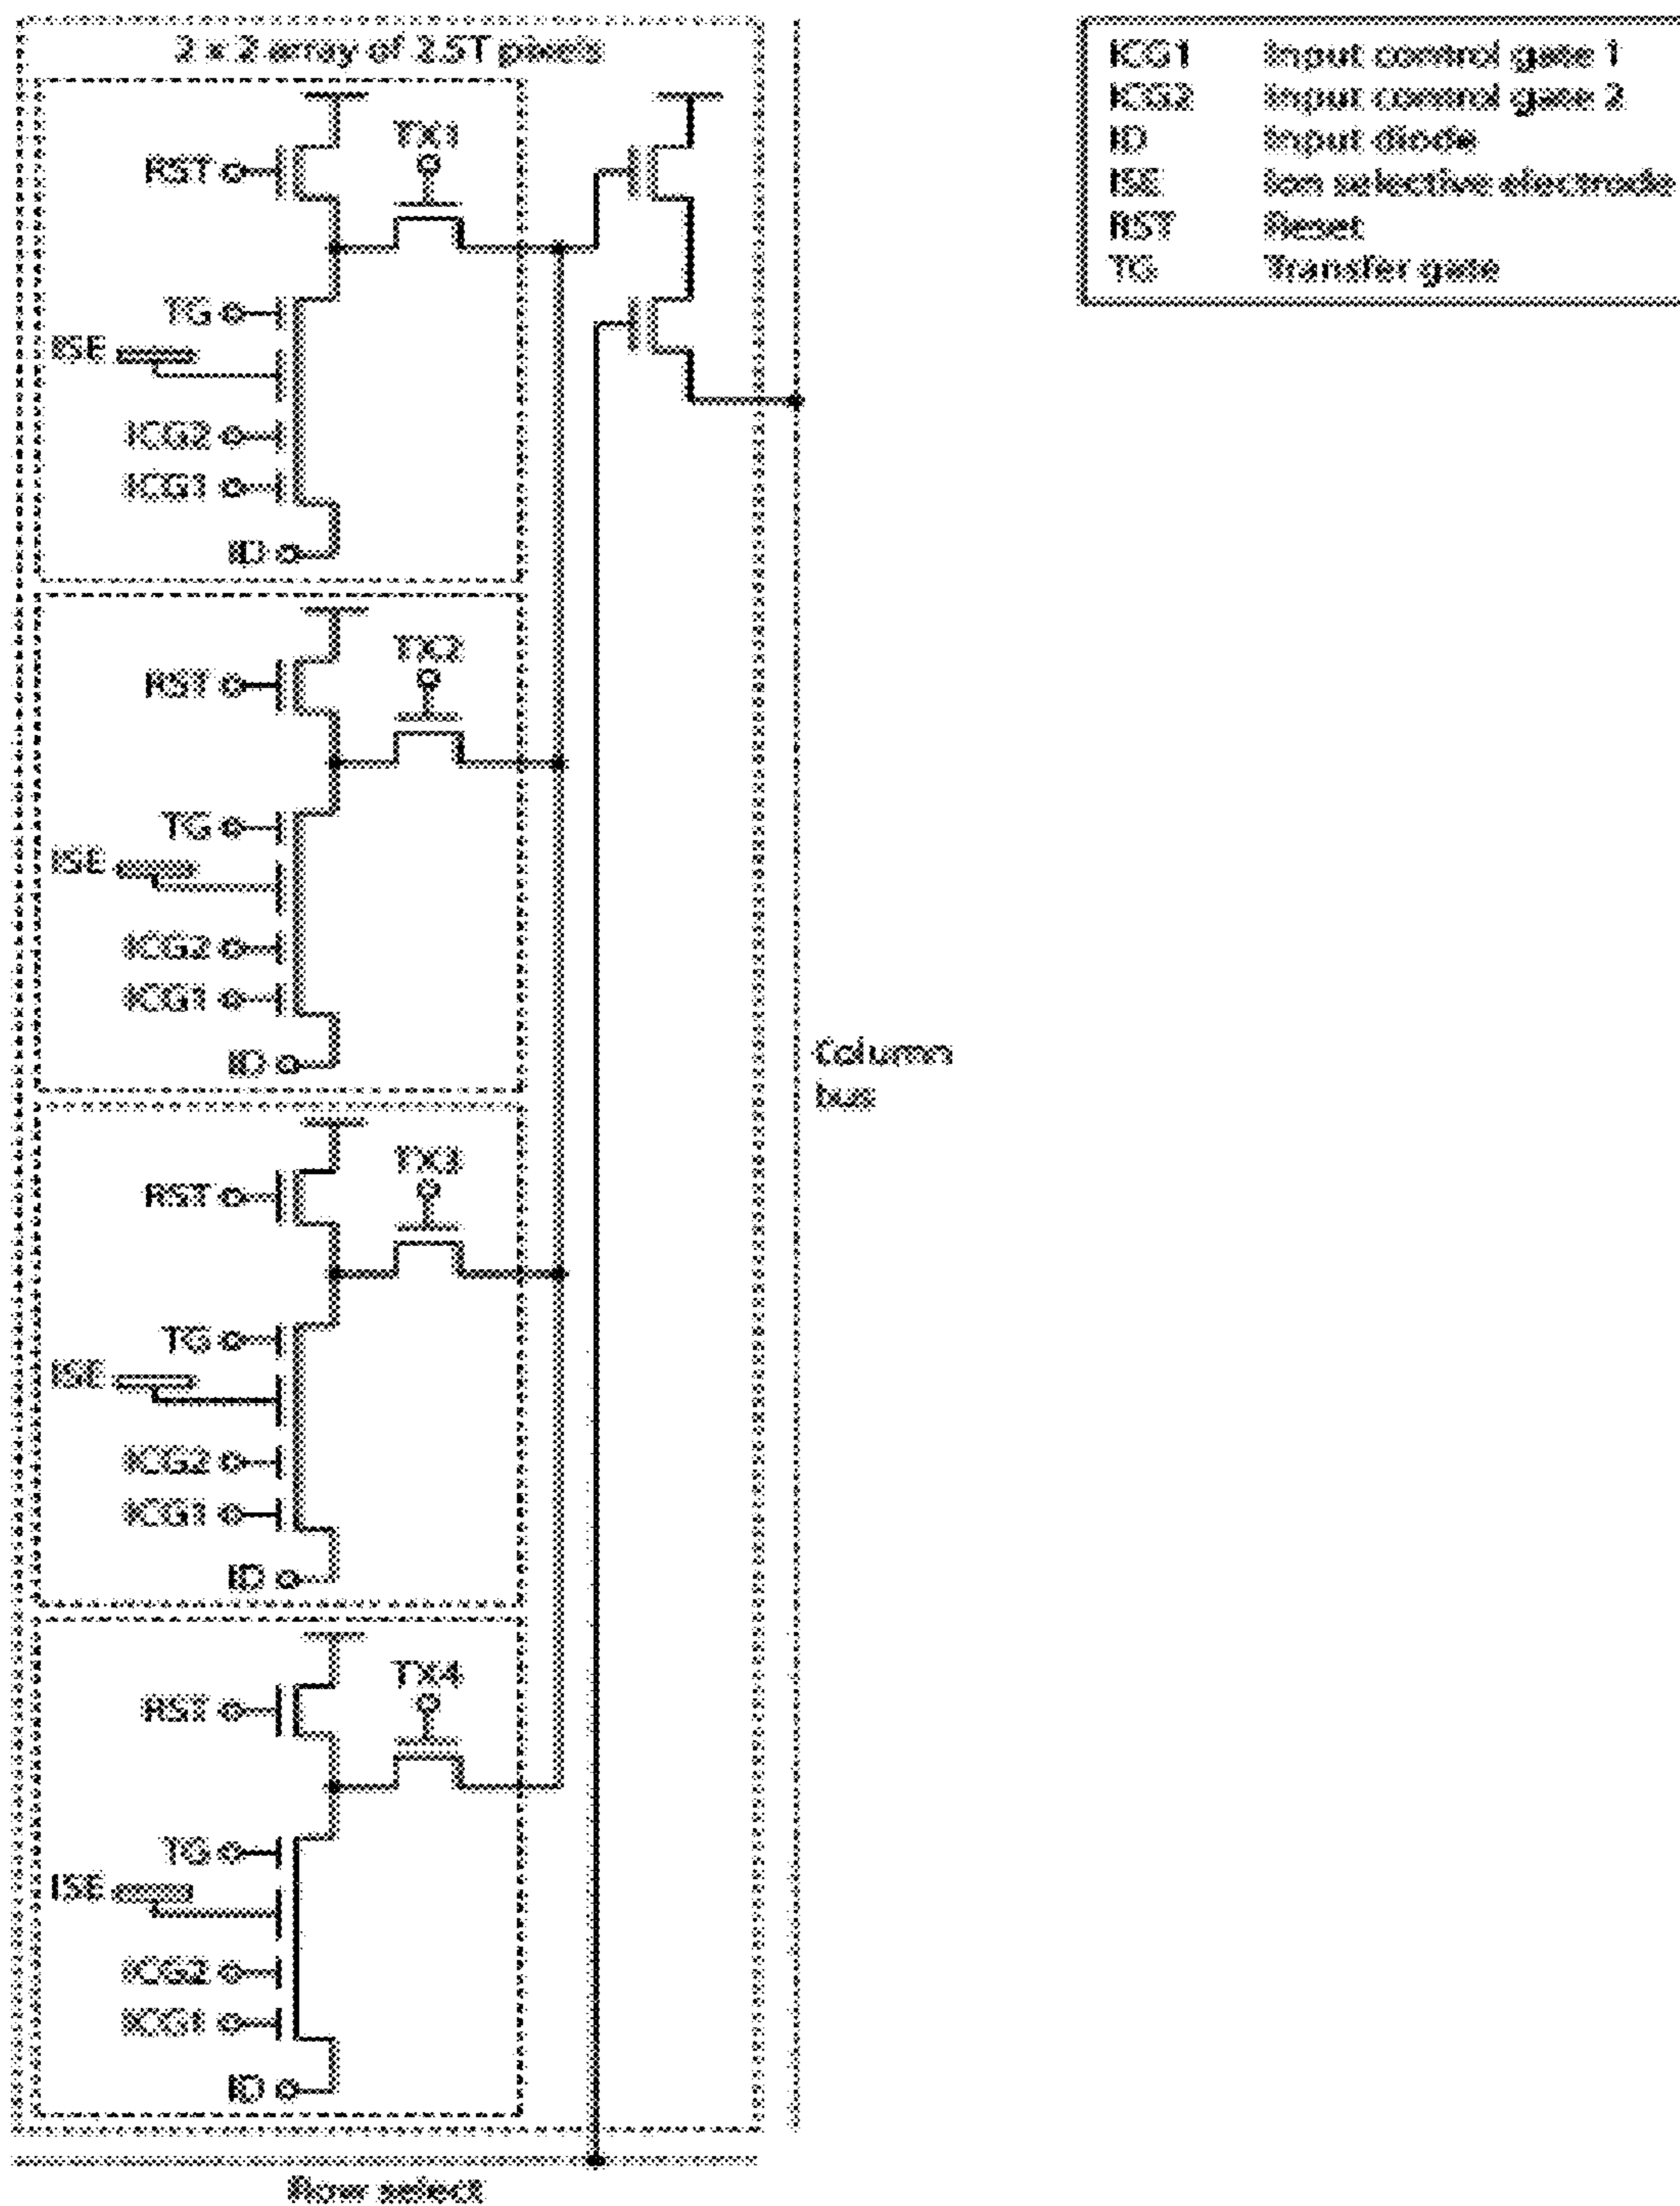 2 x 2 array of 2.5T pixels
RST
TX1
TG
ISE
ICG2
ICG1
ID
RST
TX2
TG
ISE
ICG2
ICG1
ID
RST
TX3
TG
ISE
ICG2
ICG1
ID
RST
TX4
TG
ISE
ICG2
ICG1
ID
Row select
Column
bus
ICG1 Input control gate 1
ICG2 Input control gate 2
ID Input diode
ISE Ion selective electrode
RST Reset
TG Transfer gate